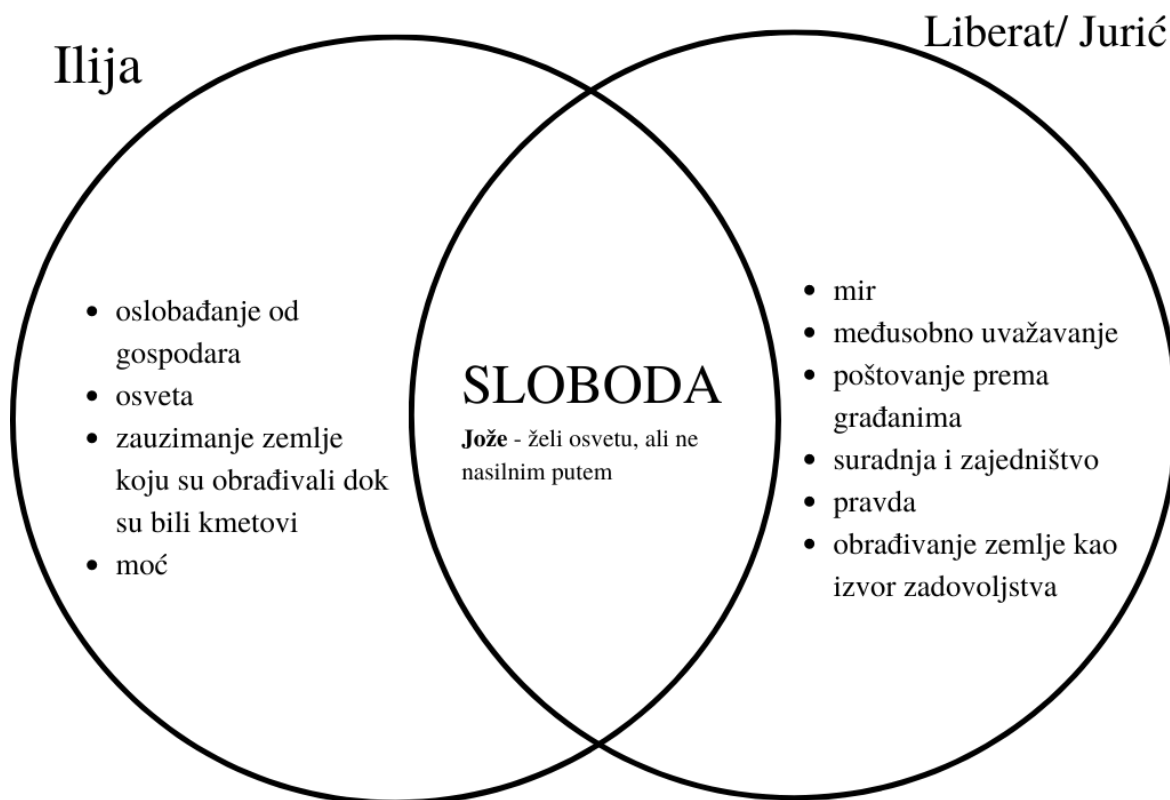 Ilija
Liberat/ Jurić
• oslobađanje od
gospodara
• osveta
• zauzimanje zemlje
koju su obrađivali dok
su bili kmetovi
• moć
SLOBODA
Jože - želi osvetu, ali ne
nasilnim putem
• mir
• međusobno uvažavanje
• poštovanje prema
građanima
• suradnja i zajedništvo
• pravda
• obrađivanje zemlje kao
izvor zadovoljstva